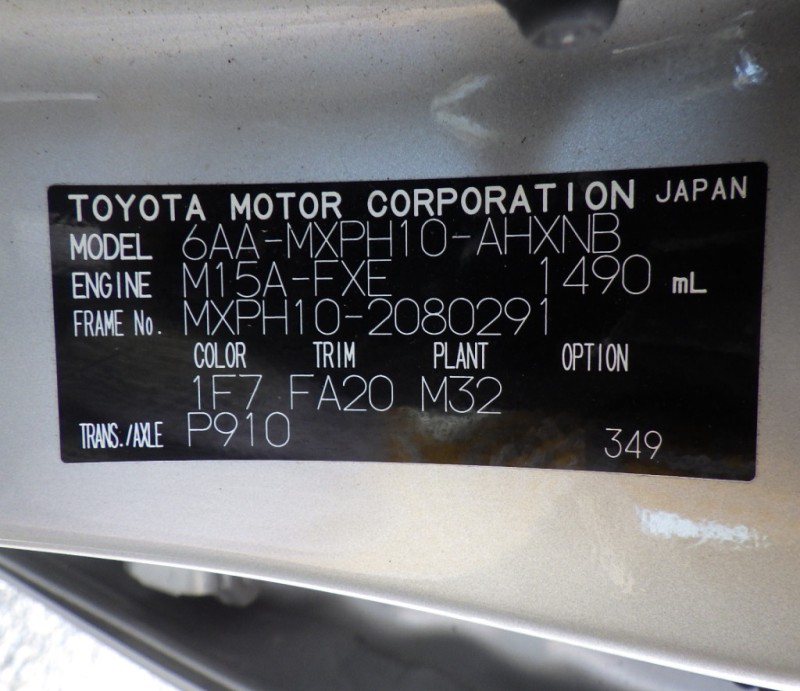 TOYOTA MOTOR CORPORATION JAPAN
MODEL 6AA-MXPH10-AHXNB
ENGINE M15A-FXE 1490 mL
FRAME No. MXPH10-2080291
COLOR TRIM PLANT OPTION
1F7 FA20 M32
TRANS./AXLE P910
349